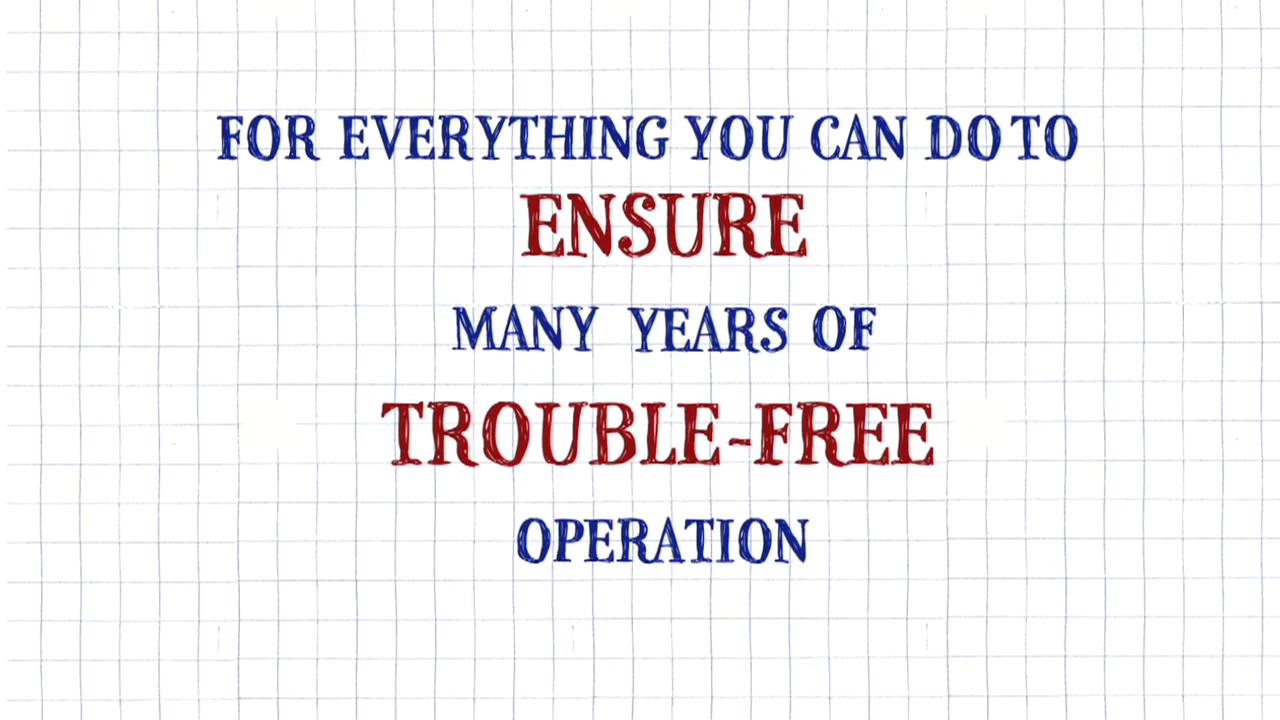 FOR EVERYTHING YOU CAN DO TO
ENSURE
MANY YEARS OF
TROUBLE-FREE
OPERATION